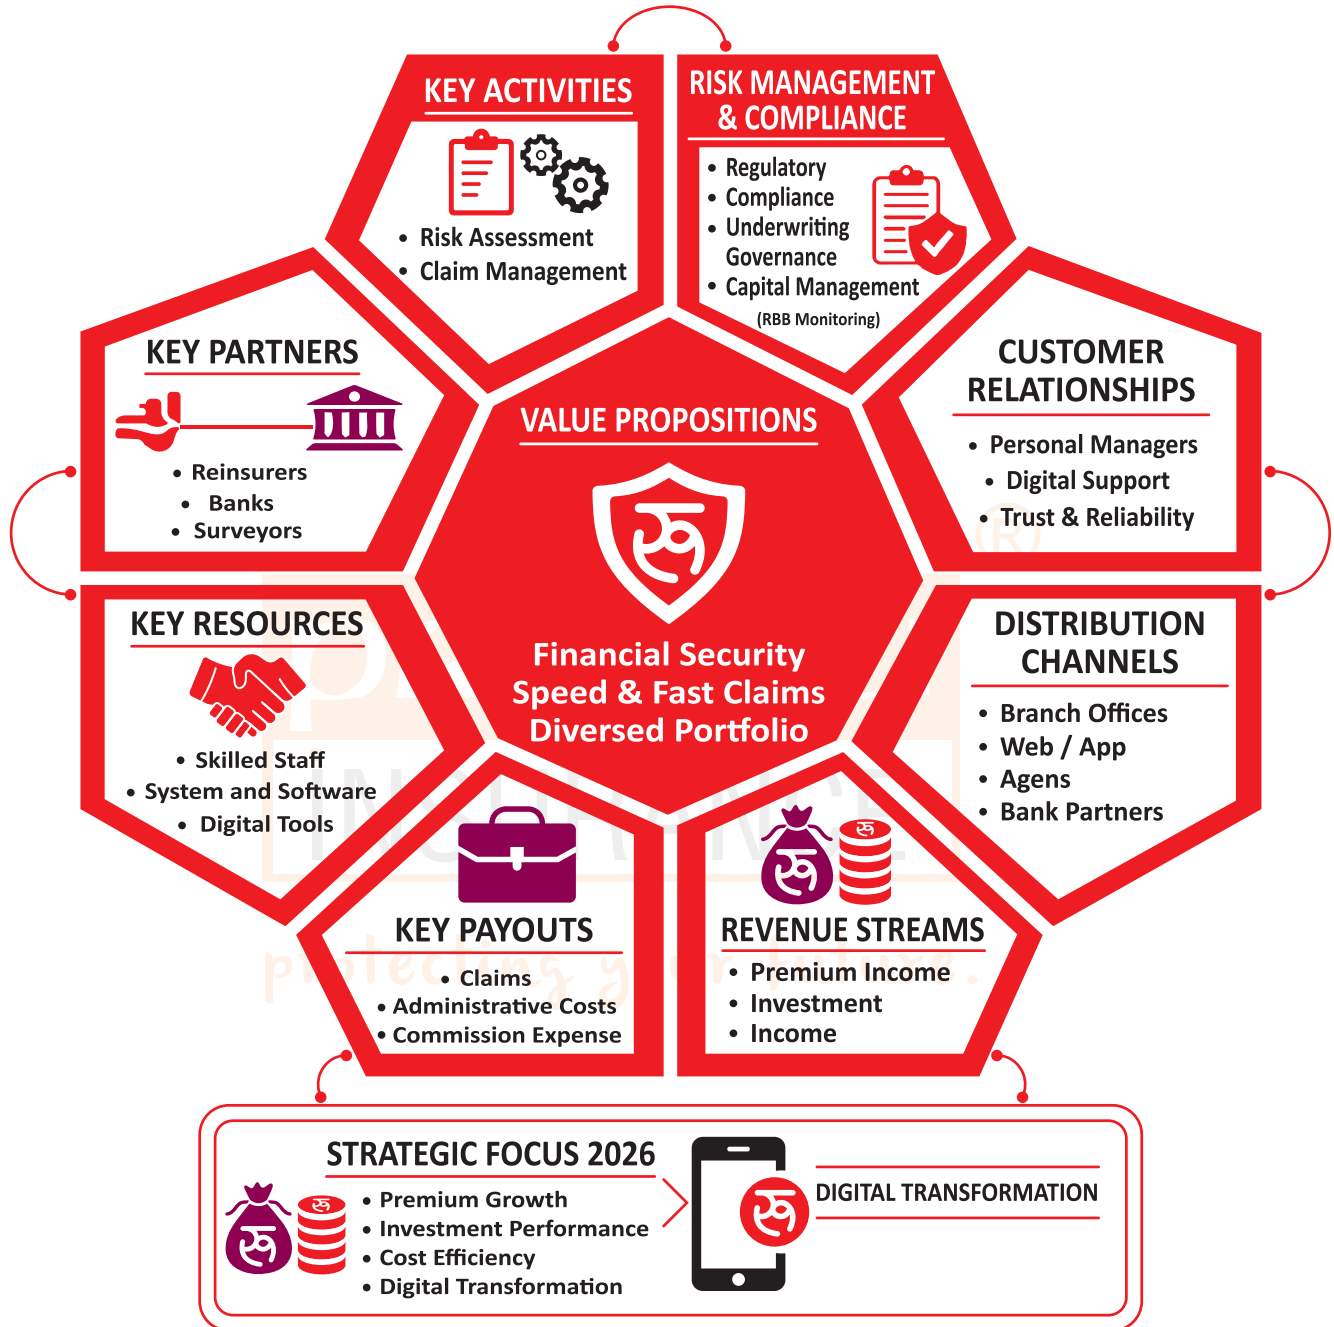 KEY ACTIVITIES
• Risk Assessment
• Claim Management
RISK MANAGEMENT
& COMPLIANCE
• Regulatory
• Compliance
• Underwriting
Governance
• Capital Management
(RBB Monitoring)
KEY PARTNERS
• Reinsurers
• Banks
• Surveyors
CUSTOMER
RELATIONSHIPS
• Personal Managers
• Digital Support
• Trust & Reliability
VALUE PROPOSITIONS
रु
Financial Security
Speed & Fast Claims
Diversed Portfolio
KEY RESOURCES
• Skilled Staff
• System and Software
• Digital Tools
DISTRIBUTION
CHANNELS
• Branch Offices
• Web / App
• Agens
• Bank Partners
KEY PAYOUTS
• Claims
• Administrative Costs
• Commission Expense
रु
रु
REVENUE STREAMS
• Premium Income
• Investment
• Income
®
INSURANCE
protecting your future.
STRATEGIC FOCUS 2026
रु
रु
• Premium Growth
• Investment Performance
• Cost Efficiency
• Digital Transformation
रु
DIGITAL TRANSFORMATION